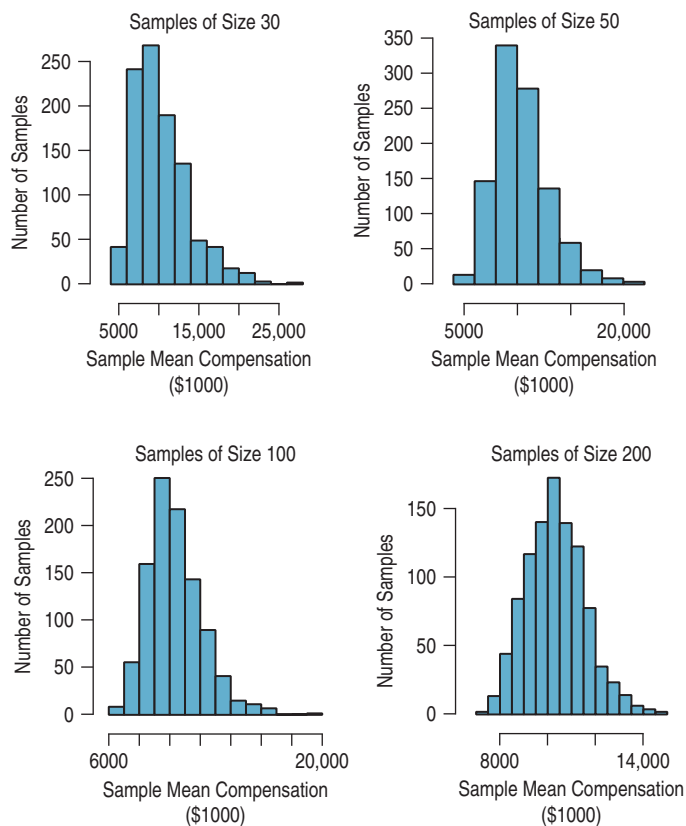 Samples of Size 30
Number of Samples
250
200
150
100
50
0
5000 15,000 25,000
Sample Mean Compensation
($1000)
Samples of Size 50
Number of Samples
350
300
250
200
150
100
50
0
5000 20,000
Sample Mean Compensation
($1000)
Samples of Size 100
Number of Samples
250
200
150
100
50
0
6000 20,000
Sample Mean Compensation
($1000)
Samples of Size 200
Number of Samples
150
100
50
0
8000 14,000
Sample Mean Compensation
($1000)